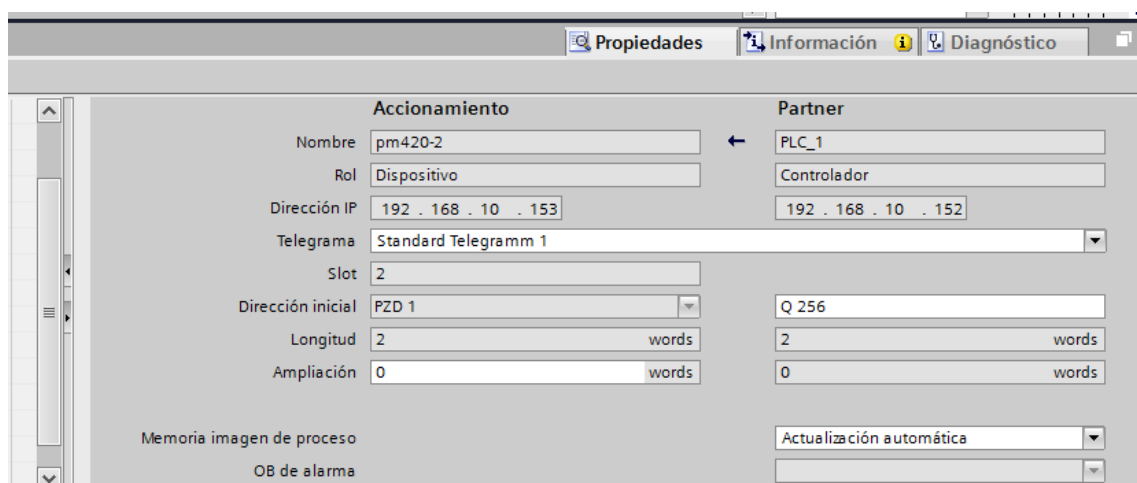 Propiedades Información Diagnóstico
Accionamiento Partner
Nombre pm420-2 PLC_1
Rol Dispositivo Controlador
Dirección IP 192 . 168 . 10 . 153 192 . 168 . 10 . 152
Telegrama Standard Telegramm 1
Slot 2
Dirección inicial PZD 1 Q 256
Longitud 2 words 2 words
Ampliación 0 words 0 words
Memoria imagen de proceso Actualización automática
OB de alarma